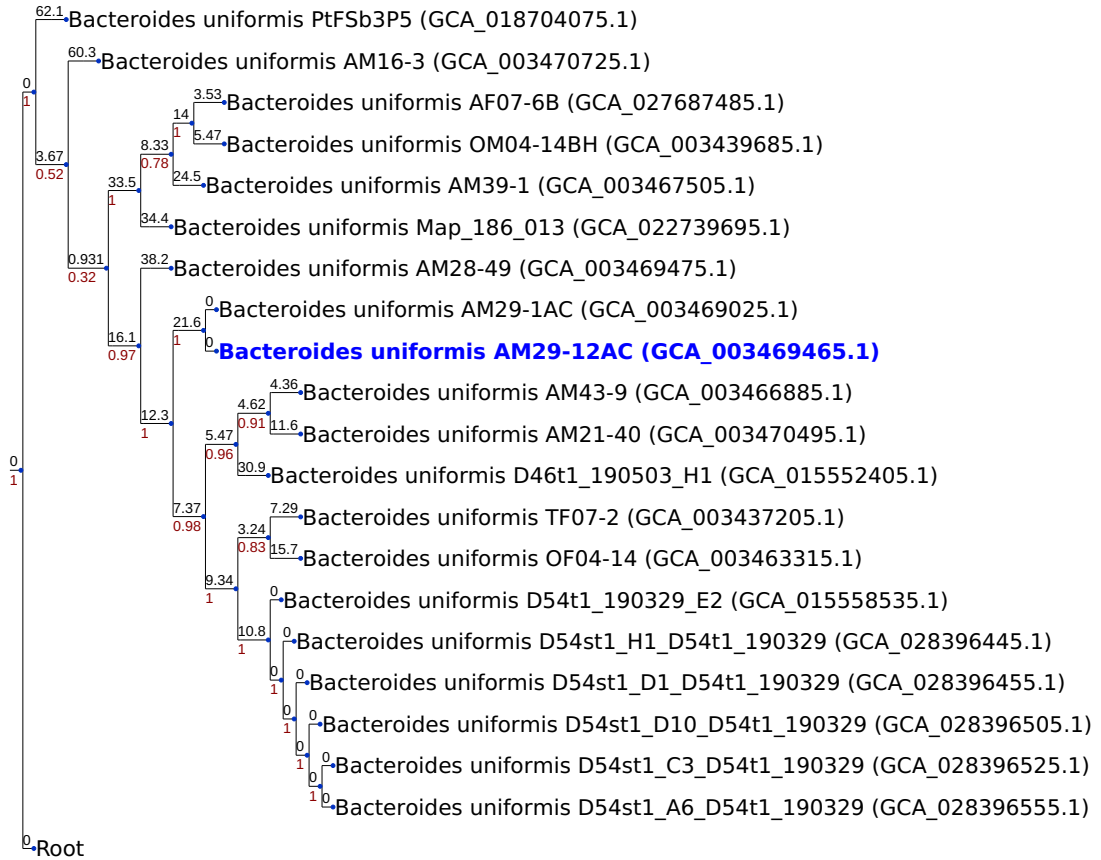 62.1 Bacteroides uniformis PtFSb3P5 (GCA_018704075.1)
60.3 Bacteroides uniformis AM16-3 (GCA_003470725.1)
0
1
3.53 Bacteroides uniformis AF07-6B (GCA_027687485.1)
14
1
5.47 Bacteroides uniformis OM04-14BH (GCA_003439685.1)
8.33
0.78
3.67
0.52
24.5 Bacteroides uniformis AM39-1 (GCA_003467505.1)
33.5
1
34.4 Bacteroides uniformis Map_186_013 (GCA_022739695.1)
0.931
0.32
38.2 Bacteroides uniformis AM28-49 (GCA_003469475.1)
0 Bacteroides uniformis AM29-1AC (GCA_003469025.1)
21.6
1
16.1
0.97
0 Bacteroides uniformis AM29-12AC (GCA_003469465.1)
4.36 Bacteroides uniformis AM43-9 (GCA_003466885.1)
4.62
0.91
12.3
1
11.6 Bacteroides uniformis AM21-40 (GCA_003470495.1)
5.47
0.96
0
1
30.9 Bacteroides uniformis D46t1_190503_H1 (GCA_015552405.1)
7.37
0.98
7.29 Bacteroides uniformis TF07-2 (GCA_003437205.1)
3.24
0.83
15.7 Bacteroides uniformis OF04-14 (GCA_003463315.1)
9.34
1
0 Bacteroides uniformis D54t1_190329_E2 (GCA_015558535.1)
10.8
1
0 Bacteroides uniformis D54st1_H1_D54t1_190329 (GCA_028396445.1)
0
1
0 Bacteroides uniformis D54st1_D1_D54t1_190329 (GCA_028396455.1)
0
1
0 Bacteroides uniformis D54st1_D10_D54t1_190329 (GCA_028396505.1)
0
1
0 Bacteroides uniformis D54st1_C3_D54t1_190329 (GCA_028396525.1)
0
1
0 Bacteroides uniformis D54st1_A6_D54t1_190329 (GCA_028396555.1)
0 Root